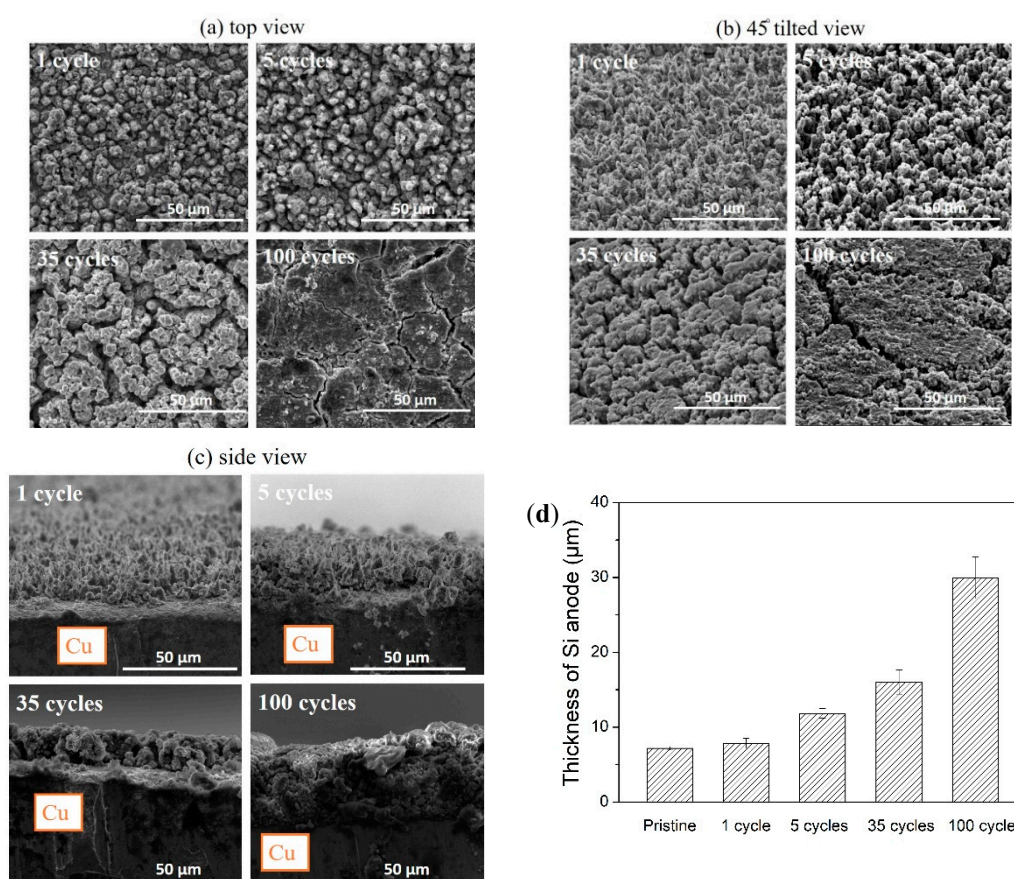 (a) top view
1 cycle
5 cycles
50 µm
50 µm
35 cycles
100 cycles
50 µm
50 µm
(b) 45° tilted view
1 cycle
5 cycles
50 µm
50 µm
35 cycles
100 cycles
50 µm
50 µm
(c) side view
1 cycle
5 cycles
Cu
Cu
50 µm
50 µm
35 cycles
100 cycles
Cu
Cu
50 µm
50 µm
(d)
Thickness of Si anode (µm)
40
30
20
10
0
Pristine
1 cycle
5 cycles
35 cycles
100 cycle